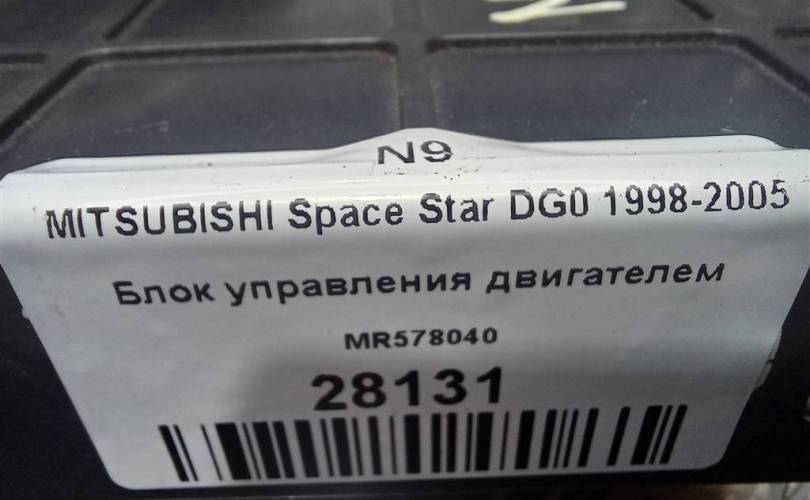 N9
MITSUBISHI Space Star DG0 1998-2005
Блок управления двигателем
MR578040
28131